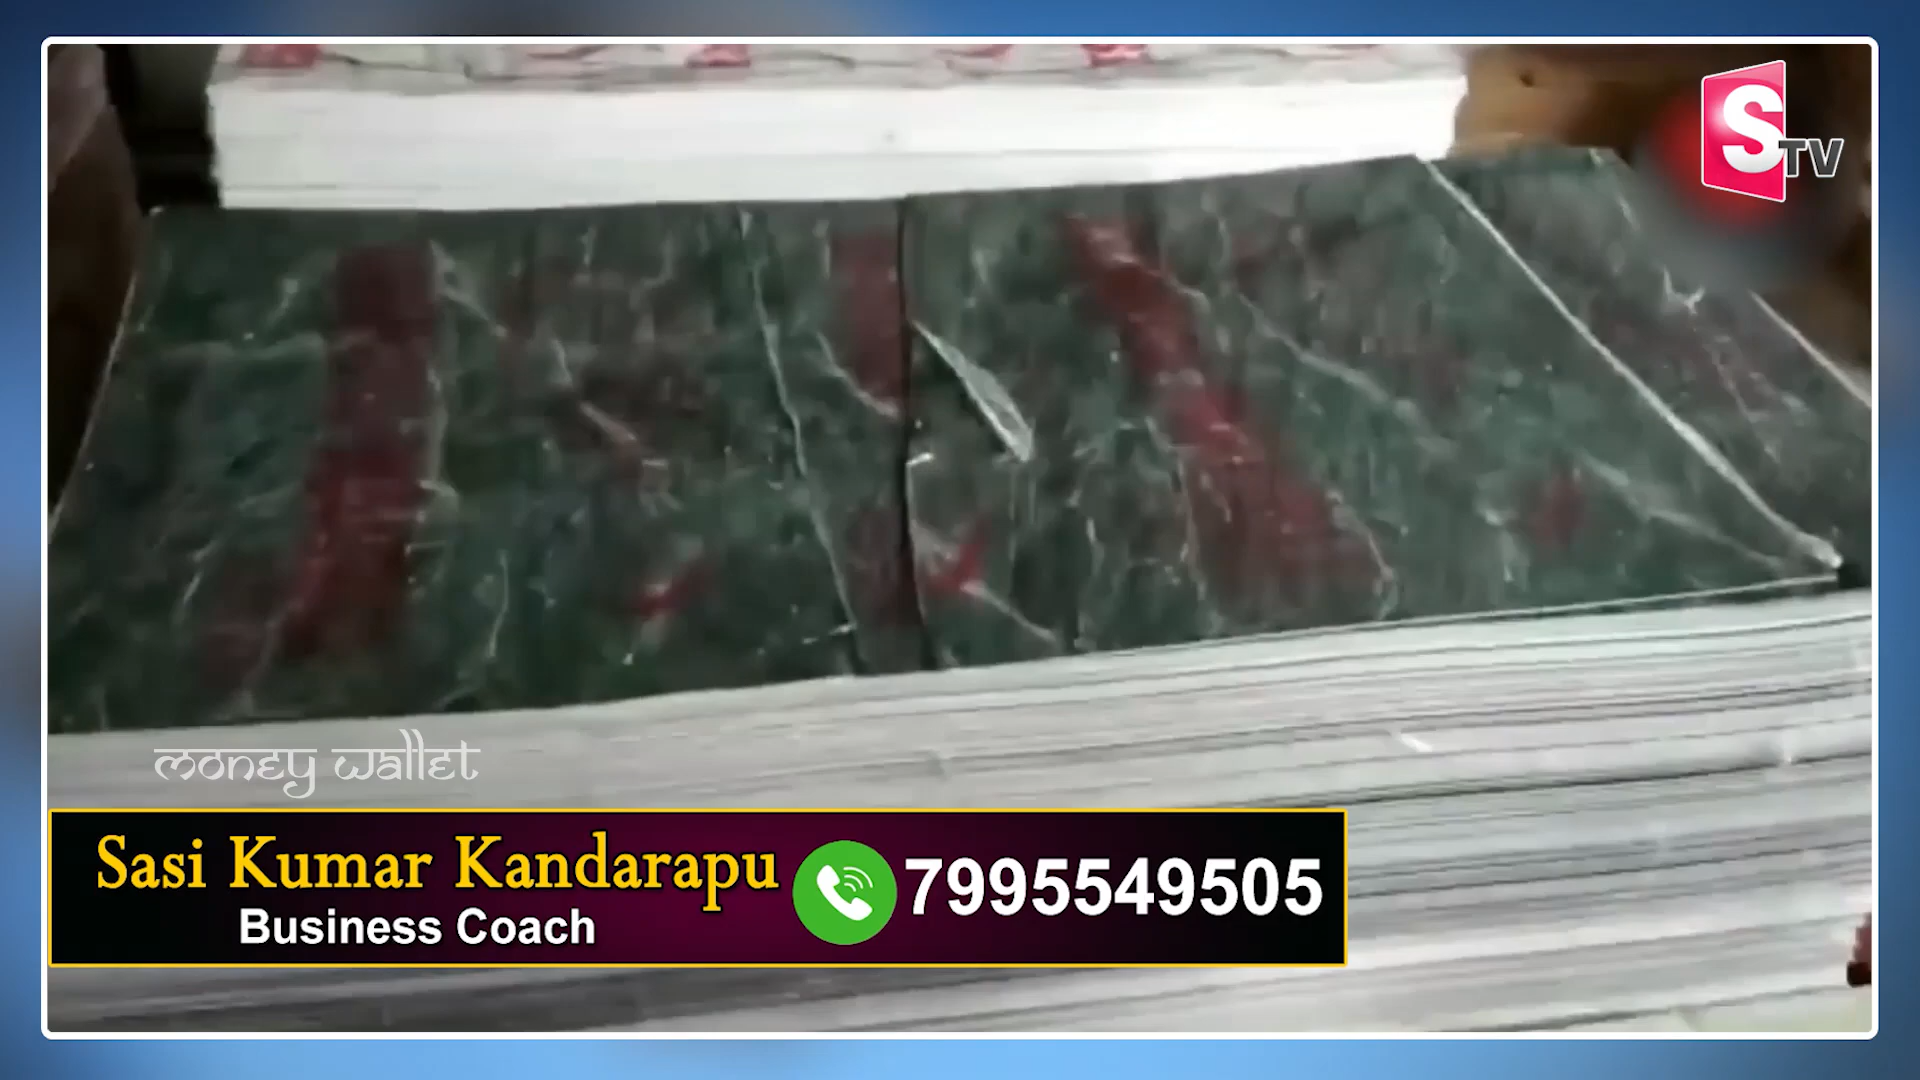 STV
money wallet
Sasi Kumar Kandarapu
Business Coach
7995549505